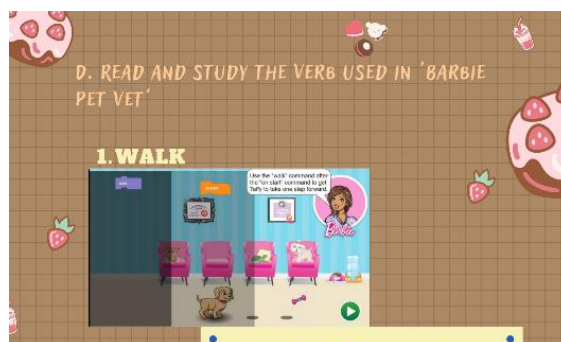 D. READ AND STUDY THE VERB USED IN 'BARBIE
PET VET'
1. WALK
Use the "walk" command after
the "on start" command to get
Taffy to take one step forward.
Barbie